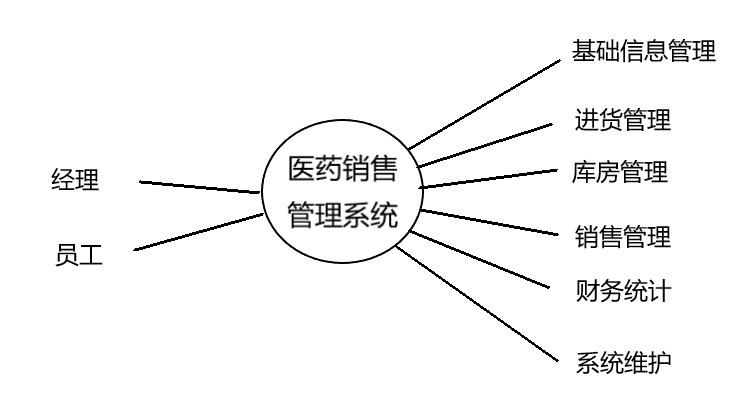 基础信息管理
进货管理
医药销售
管理系统
库房管理
经理
员工
销售管理
财务统计
系统维护